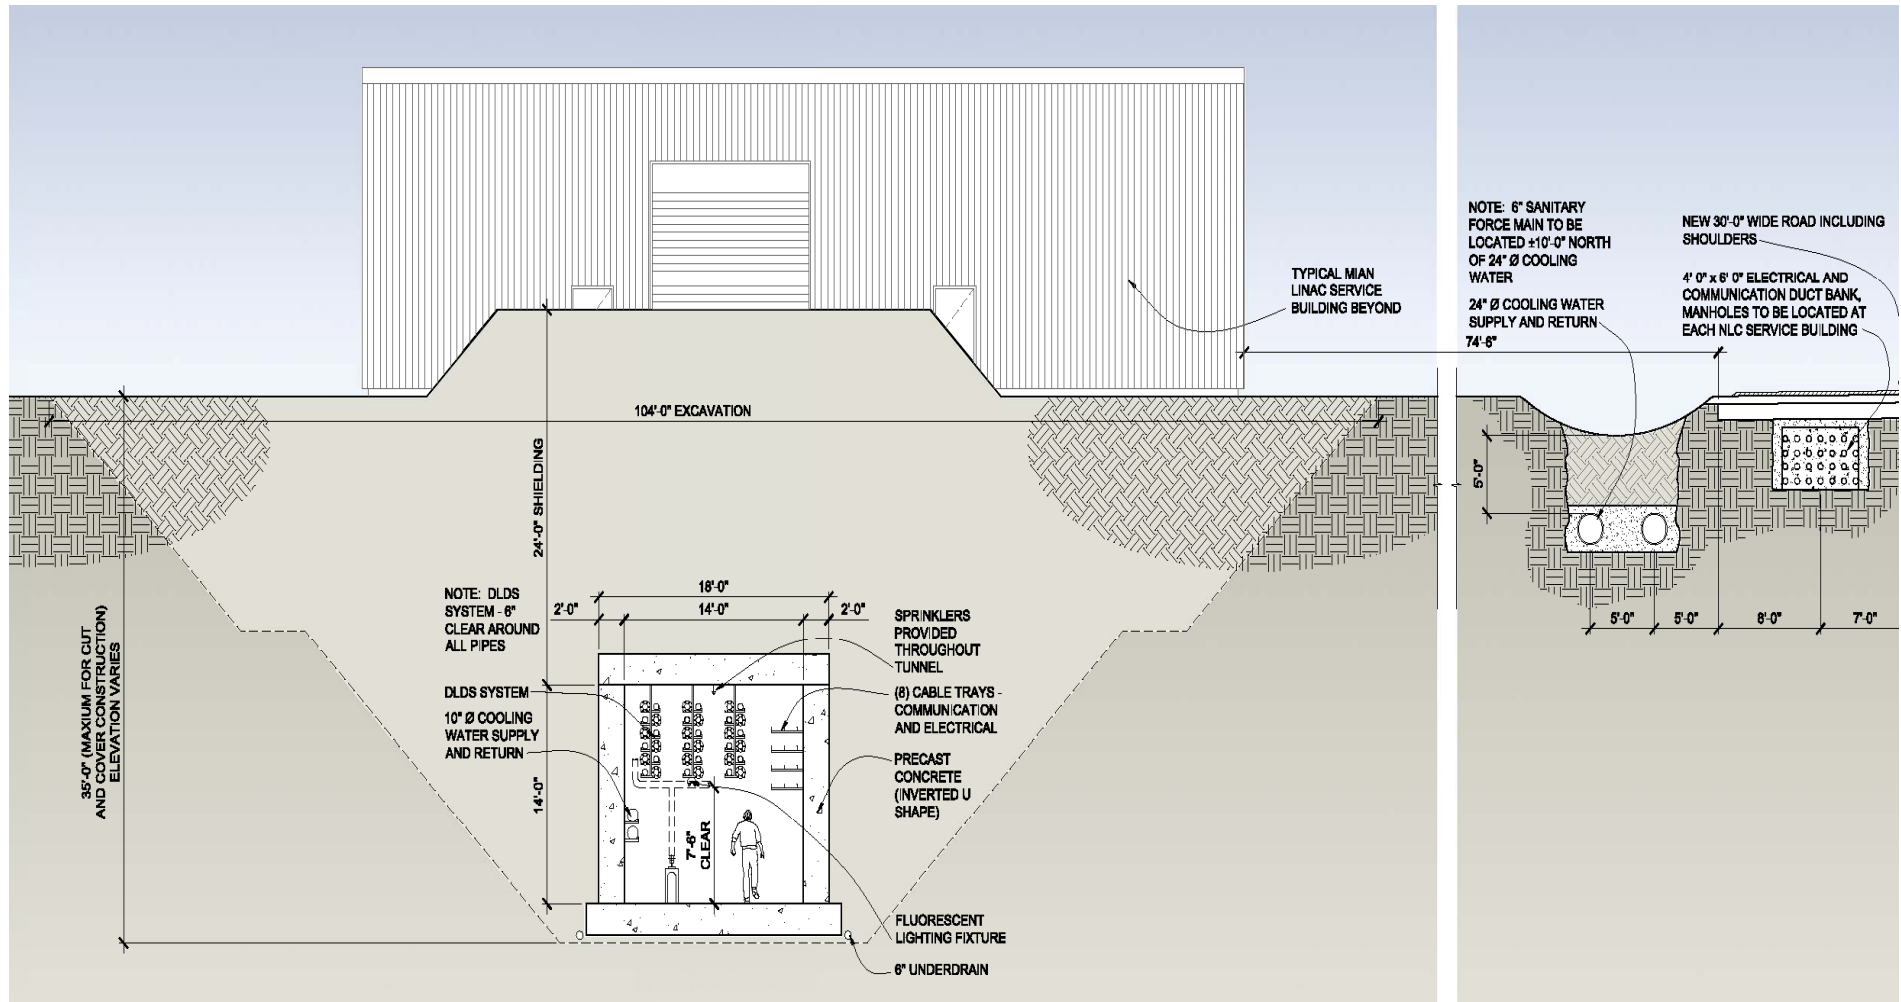 TYPICAL MIAN
LINAC SERVICE
BUILDING BEYOND
NOTE: 6" SANITARY
FORCE MAIN TO BE
LOCATED ±10'-0" NORTH
OF 24" Ø COOLING
WATER
24" Ø COOLING WATER
SUPPLY AND RETURN
74'-6"
NEW 30'-0" WIDE ROAD INCLUDING
SHOULDERS
4' 0" x 6' 0" ELECTRICAL AND
COMMUNICATION DUCT BANK,
MANHOLES TO BE LOCATED AT
EACH NLC SERVICE BUILDING
104'-0" EXCAVATION
24'-0" SHIELDING
5'-0"
35'-0" (MAXIUM FOR CUT
AND COVER CONSTRUCTION)
ELEVATION VARIES
NOTE: DLDS
SYSTEM - 6"
CLEAR AROUND
ALL PIPES
18'-0"
2'-0"
14'-0"
2'-0"
SPRINKLERS
PROVIDED
THROUGHOUT
TUNNEL
5'-0"
5'-0"
8'-0"
7'-0"
DLDS SYSTEM
10" Ø COOLING
WATER SUPPLY
AND RETURN
(8) CABLE TRAYS -
COMMUNICATION
AND ELECTRICAL
14'-0"
PRECAST
CONCRETE
(INVERTED U
SHAPE)
7'-6"
CLEAR
FLUORESCENT
LIGHTING FIXTURE
6" UNDERDRAIN